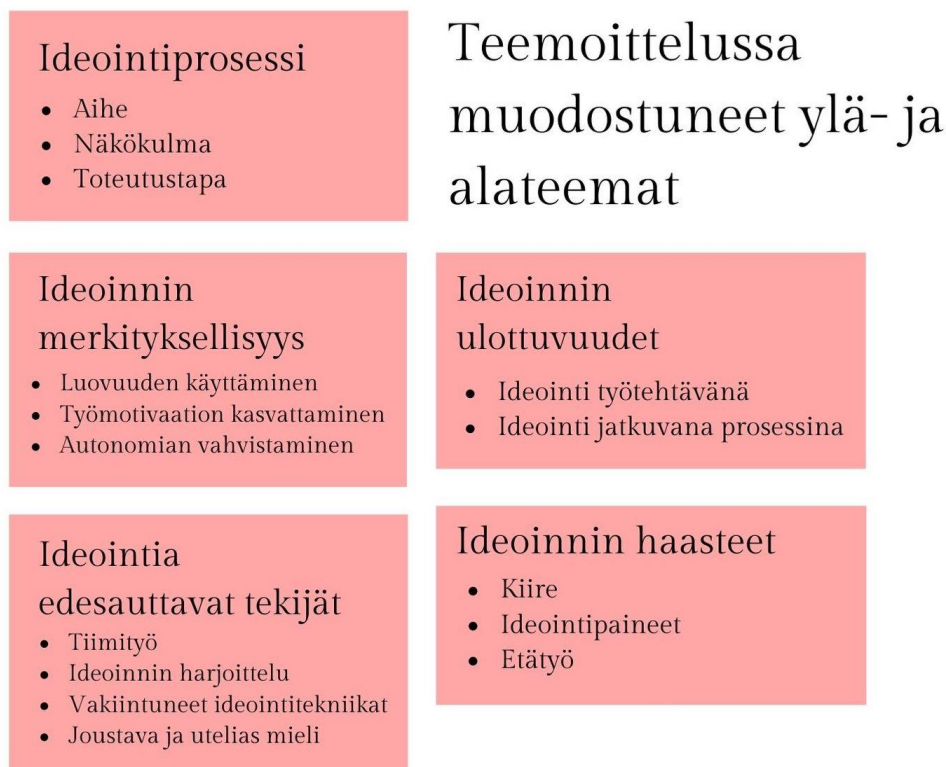 Teemoittelussa
muodostuneet ylä- ja
alateemat
Ideointiprosessi
• Aihe
• Näkökulma
• Toteutustapa
Ideoinnin
merkityksellisyys
• Luovuuden käyttäminen
• Työmotivaation kasvattaminen
• Autonomian vahvistaminen
Ideoinnin
ulottuvuudet
• Ideointi työtehtävänä
• Ideointi jatkuvana prosessina
Ideointia
edesauttavat tekijät
• Tiimityö
• Ideoinnin harjoittelu
• Vakiintuneet ideointitekniikat
• Joustava ja utelias mieli
Ideoinnin haasteet
• Kiire
• Ideointipaineet
• Etätyö